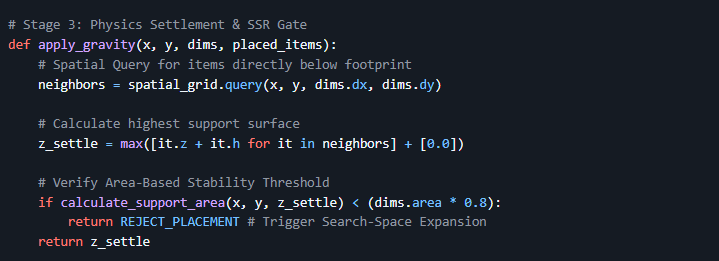 # Stage 3: Physics Settlement & SSR Gate
def apply_gravity(x, y, dims, placed_items):
    # Spatial Query for items directly below footprint
    neighbors = spatial_grid.query(x, y, dims.dx, dims.dy)

    # Calculate highest support surface
    z_settle = max([it.z + it.h for it in neighbors] + [0.0])

    # Verify Area-Based Stability Threshold
    if calculate_support_area(x, y, z_settle) < (dims.area * 0.8):
        return REJECT_PLACEMENT # Trigger Search-Space Expansion
    return z_settle